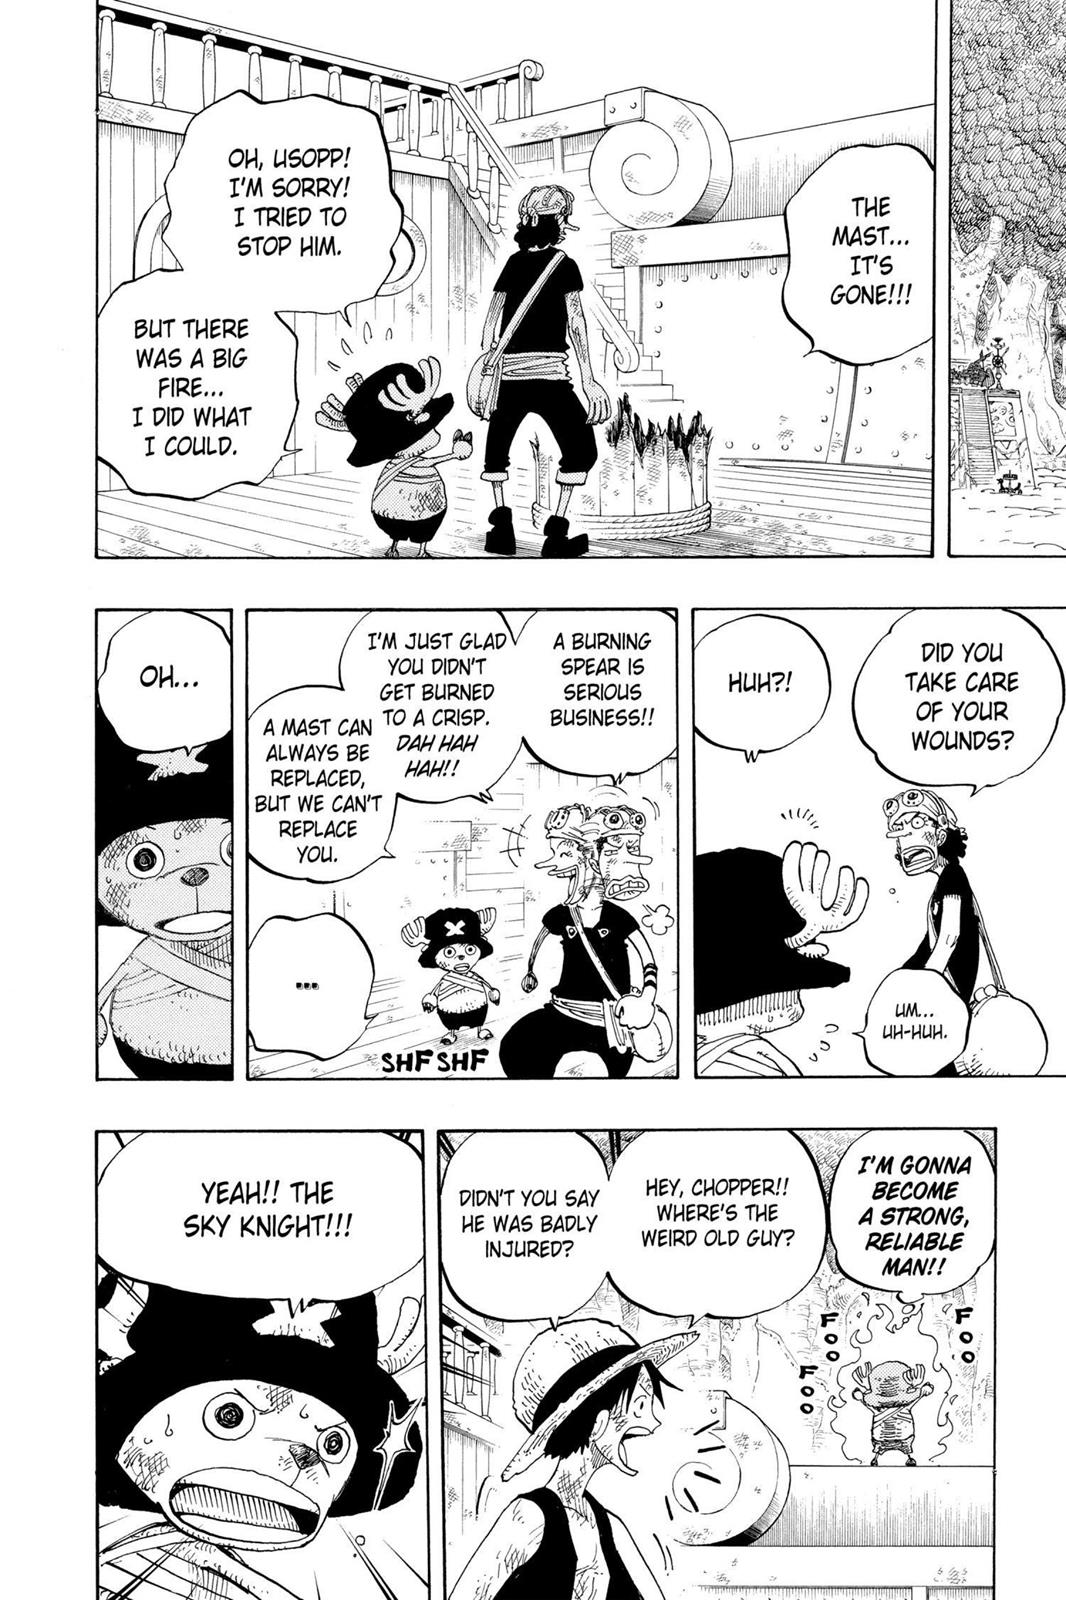 THE
MAST...
IT'S
GONE!!!
OH, USOPP!
I'M SORRY!
I TRIED TO
STOP HIM.
BUT THERE
WAS A BIG
FIRE...
I DID WHAT
I COULD.
DID YOU
TAKE CARE
OF YOUR
WOUNDS?
HUH?!
UM...
UH-HUH.
A BURNING
SPEAR IS
SERIOUS
BUSINESS!!
I'M JUST GLAD
YOU DIDN'T
GET BURNED
TO A CRISP.
DAH HAH
HAH!!
A MAST CAN
ALWAYS BE
REPLACED,
BUT WE CAN'T
REPLACE
YOU.
...
SHF SHF
OH...
I'M GONNA
BECOME
A STRONG,
RELIABLE
MAN!!
FOO
FOO
FOO
HEY, CHOPPER!!
WHERE'S THE
WEIRD OLD GUY?
DIDN'T YOU SAY
HE WAS BADLY
INJURED?
YEAH!! THE
SKY KNIGHT!!!